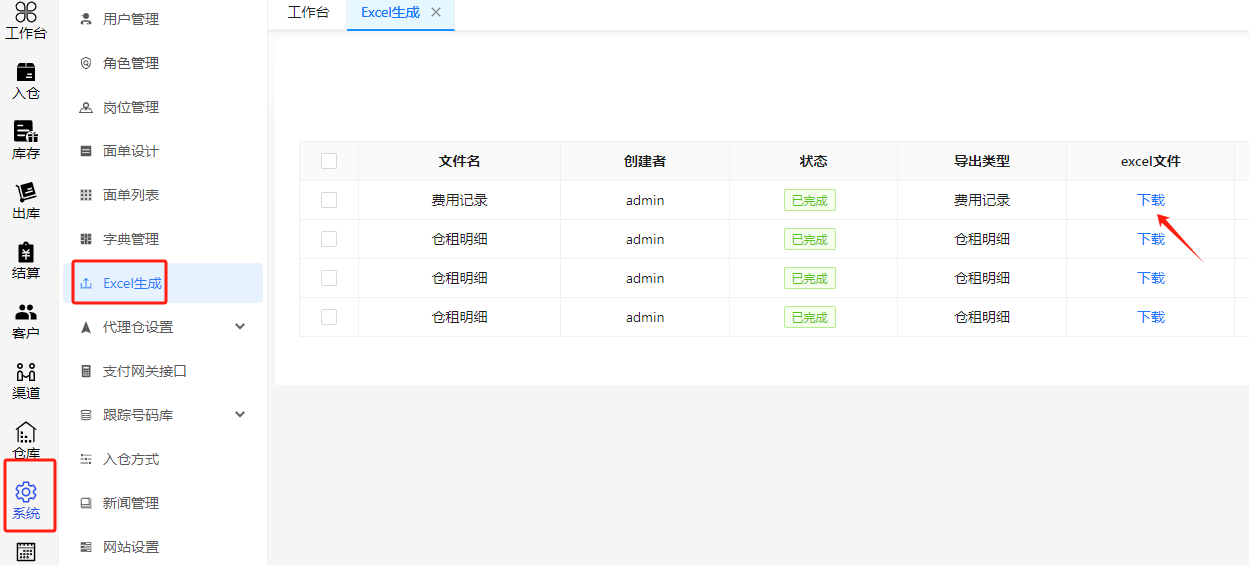 工作台
入仓
库存
出库
结算
客户
渠道
仓库
系统
用户管理
角色管理
岗位管理
面单设计
面单列表
字典管理
Excel生成
代理仓设置
支付网关接口
跟踪号码库
入仓方式
新闻管理
网站设置
工作台 Excel生成
文件名 创建者 状态 导出类型 excel文件
费用记录 admin 已完成 费用记录 下载
仓租明细 admin 已完成 仓租明细 下载
仓租明细 admin 已完成 仓租明细 下载
仓租明细 admin 已完成 仓租明细 下载